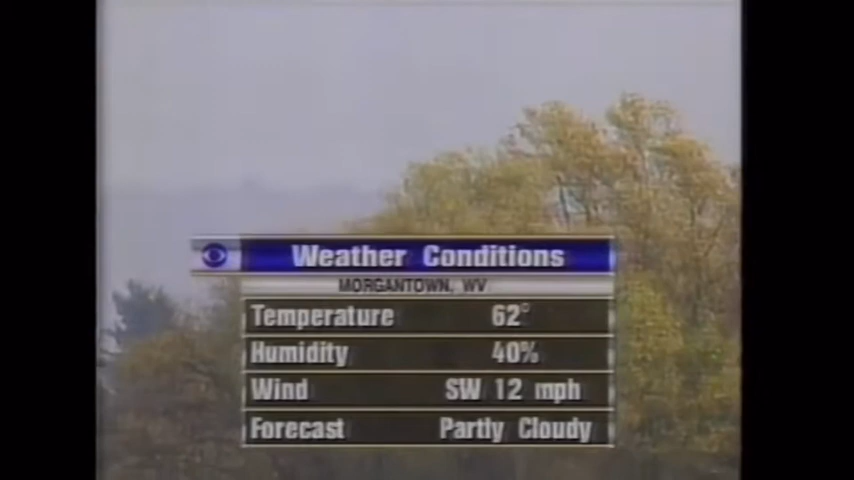 Weather Conditions
MORGANTOWN, WV
Temperature 62°
Humidity 40%
Wind SW 12 mph
Forecast Partly Cloudy